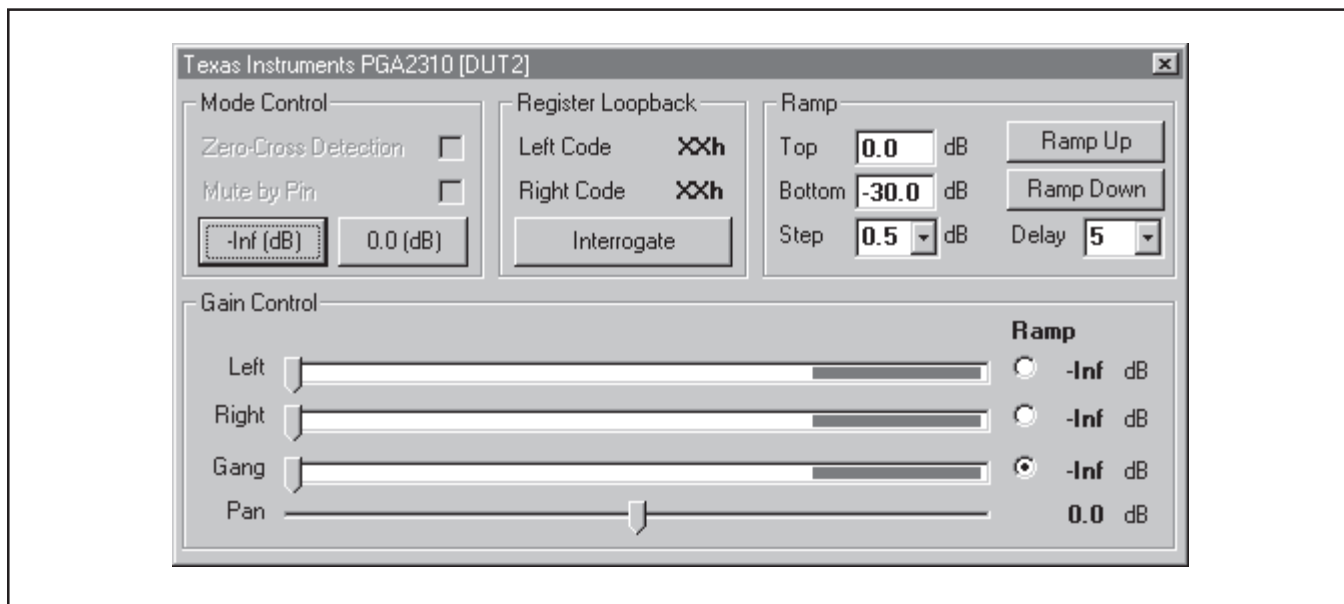 Texas Instruments PGA2310 [DUT2]
Mode Control
Zero-Cross Detection
Mute by Pin
-Inf (dB) 0.0 (dB)
Register Loopback
Left Code XXh
Right Code XXh
Interrogate
Ramp
Top 0.0 dB Ramp Up
Bottom -30.0 dB Ramp Down
Step 0.5 dB Delay 5
Gain Control
Ramp
Left -Inf dB
Right -Inf dB
Gang -Inf dB
Pan 0.0 dB